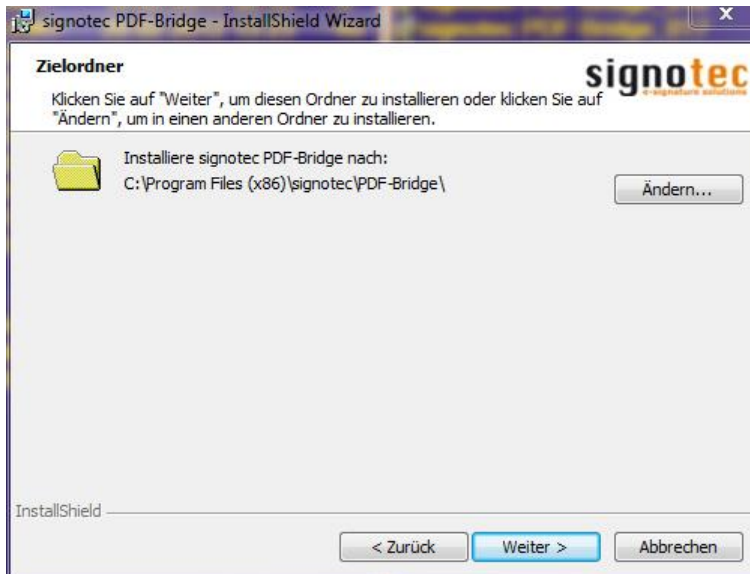 signotec PDF-Bridge - InstallShield Wizard
X
Zielordner
signotec
e-signature solutions
Klicken Sie auf "Weiter", um diesen Ordner zu installieren oder klicken Sie auf
"Ändern", um in einen anderen Ordner zu installieren.
Installiere signotec PDF-Bridge nach:
C:\Program Files (x86)\signotec\PDF-Bridge\
Ändern...
InstallShield
< Zurück
Weiter >
Abbrechen